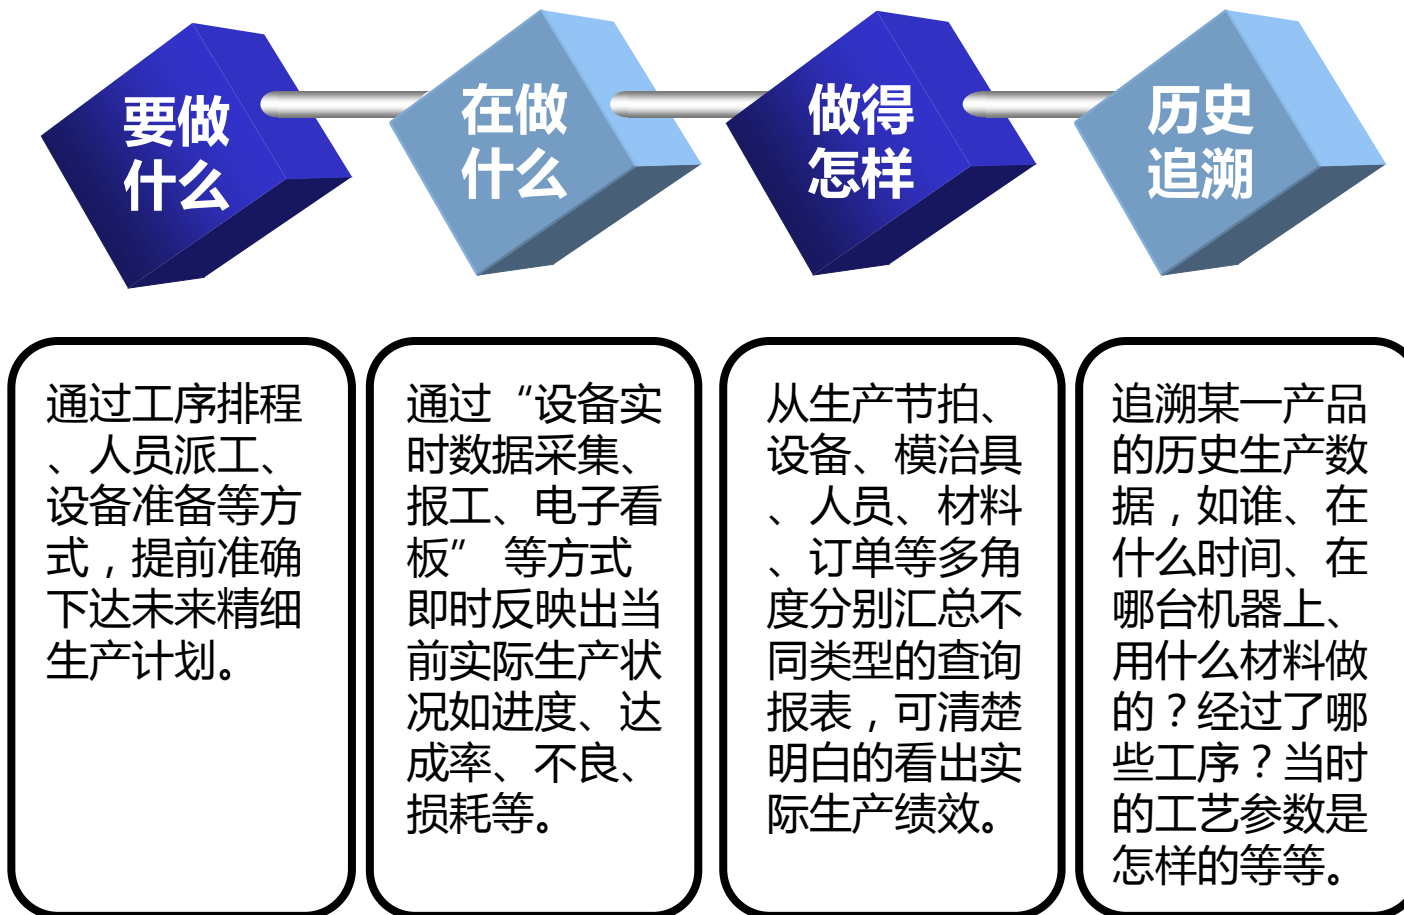 要做
什么
在做
什么
做得
怎样
历史
追溯
通过工序排程
、人员派工、
设备准备等方
式，提前准确
下达未来精细
生产计划。
通过“设备实
时数据采集、
报工、电子看
板” 等方式
即时反映出当
前实际生产状
况如进度、达
成率、不良、
损耗等。
从生产节拍、
设备、模治具
、人员、材料
、订单等多角
度分别汇总不
同类型的查询
报表，可清楚
明白的看出实
际生产绩效。
追溯某一产品
的历史生产数
据，如谁、在
什么时间、在
哪台机器上、
用什么材料做
的？经过了哪
些工序？当时
的工艺参数是
怎样的等等。